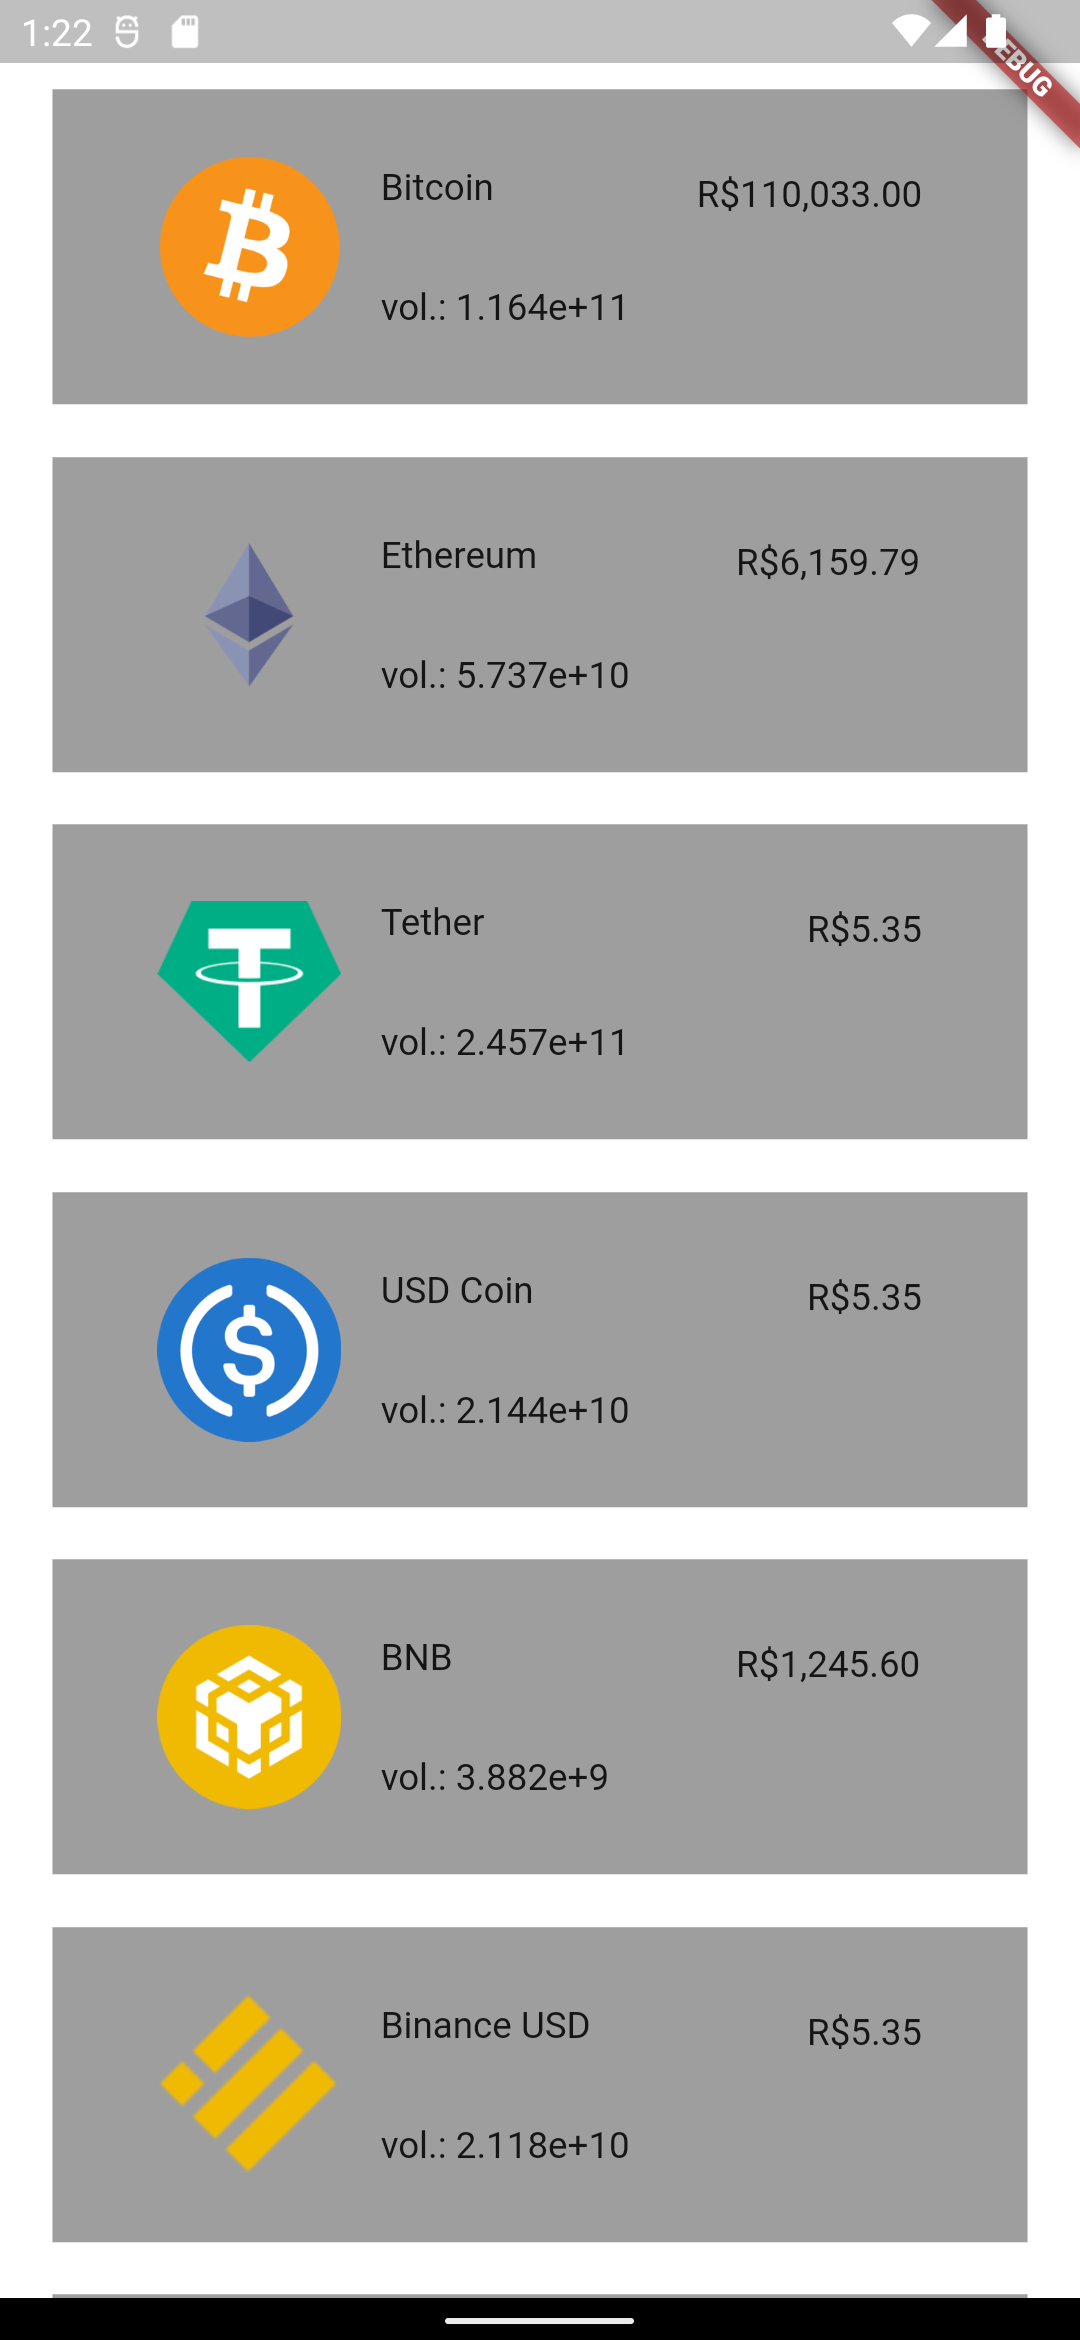 1:22
DEBUG
Bitcoin
R$110,033.00
vol.: 1.164e+11
Ethereum
R$6,159.79
vol.: 5.737e+10
Tether
R$5.35
vol.: 2.457e+11
USD Coin
R$5.35
vol.: 2.144e+10
BNB
R$1,245.60
vol.: 3.882e+9
Binance USD
R$5.35
vol.: 2.118e+10